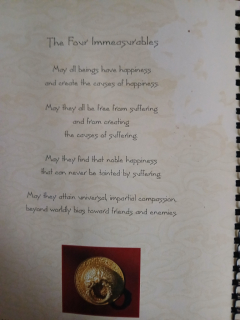 The Four Immeasurables
May all beings have happiness
and create the causes of happiness.
May they all be free from suffering
and from creating
the causes of suffering.
May they find that noble happiness
that can never be tainted by suffering.
May they attain universal, impartial compassion,
beyond worldly bias toward friends and enemies.